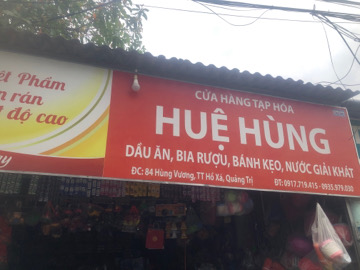 ệt Phẩm
n rán
t độ cao
CỬA HÀNG TẠP HÓA
HUỆ HÙNG
DẦU ĂN, BIA RƯỢU, BÁNH KẸO, NƯỚC GIẢI KHÁT
ĐC: 84 Hùng Vương, TT Hồ Xá, Quảng Trị ĐT: 0917.719.415 - 0935.979.030